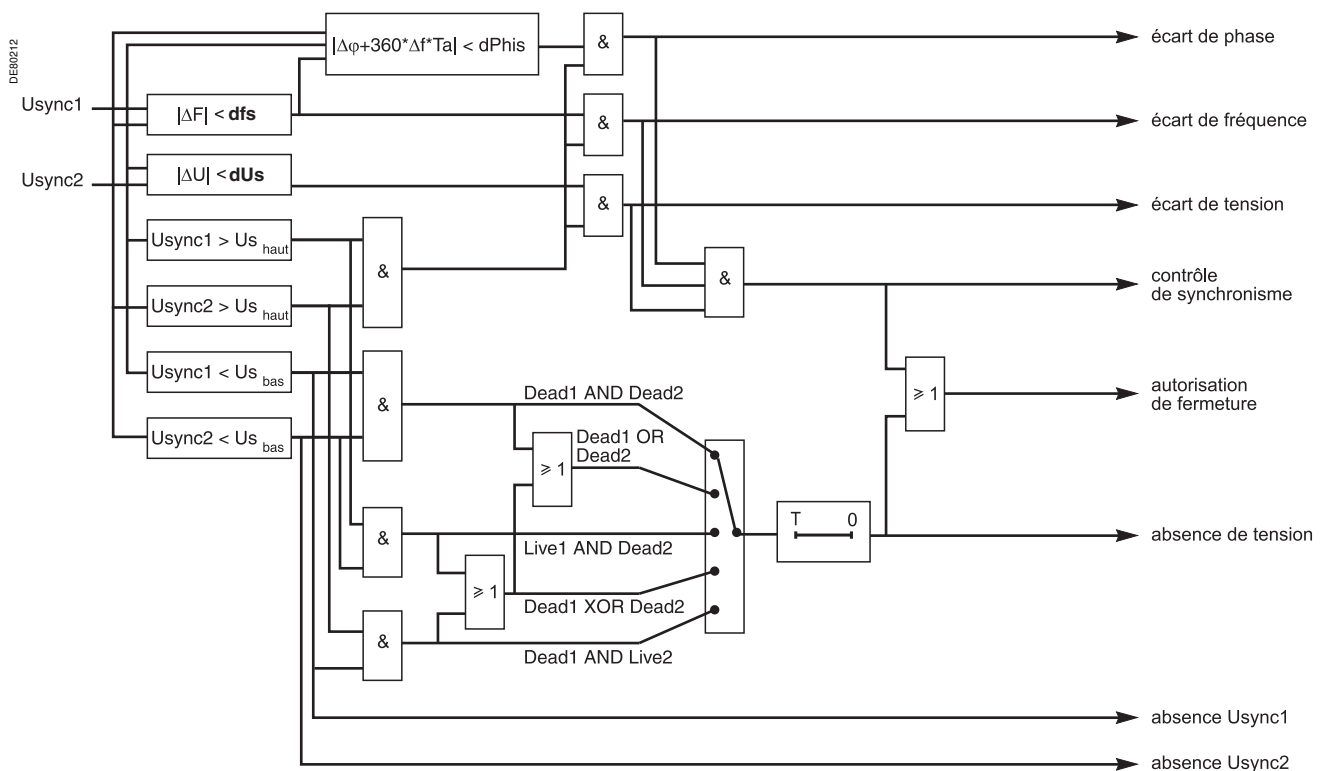 DE80212
|Δφ+360*Δf*Ta| < dPhis
&
écart de phase
Usync1
|ΔF| < dfs
&
écart de fréquence
Usync2
|ΔU| < dUs
&
écart de tension
Usync1 > Us haut
&
&
contrôle
de synchronisme
Usync2 > Us haut
Usync1 < Us bas
&
Dead1 AND Dead2
≥ 1
autorisation
de fermeture
Usync2 < Us bas
Dead1 OR
Dead2
≥ 1
&
Live1 AND Dead2
T 0
absence de tension
≥ 1
Dead1 XOR Dead2
&
Dead1 AND Live2
absence Usync1
absence Usync2